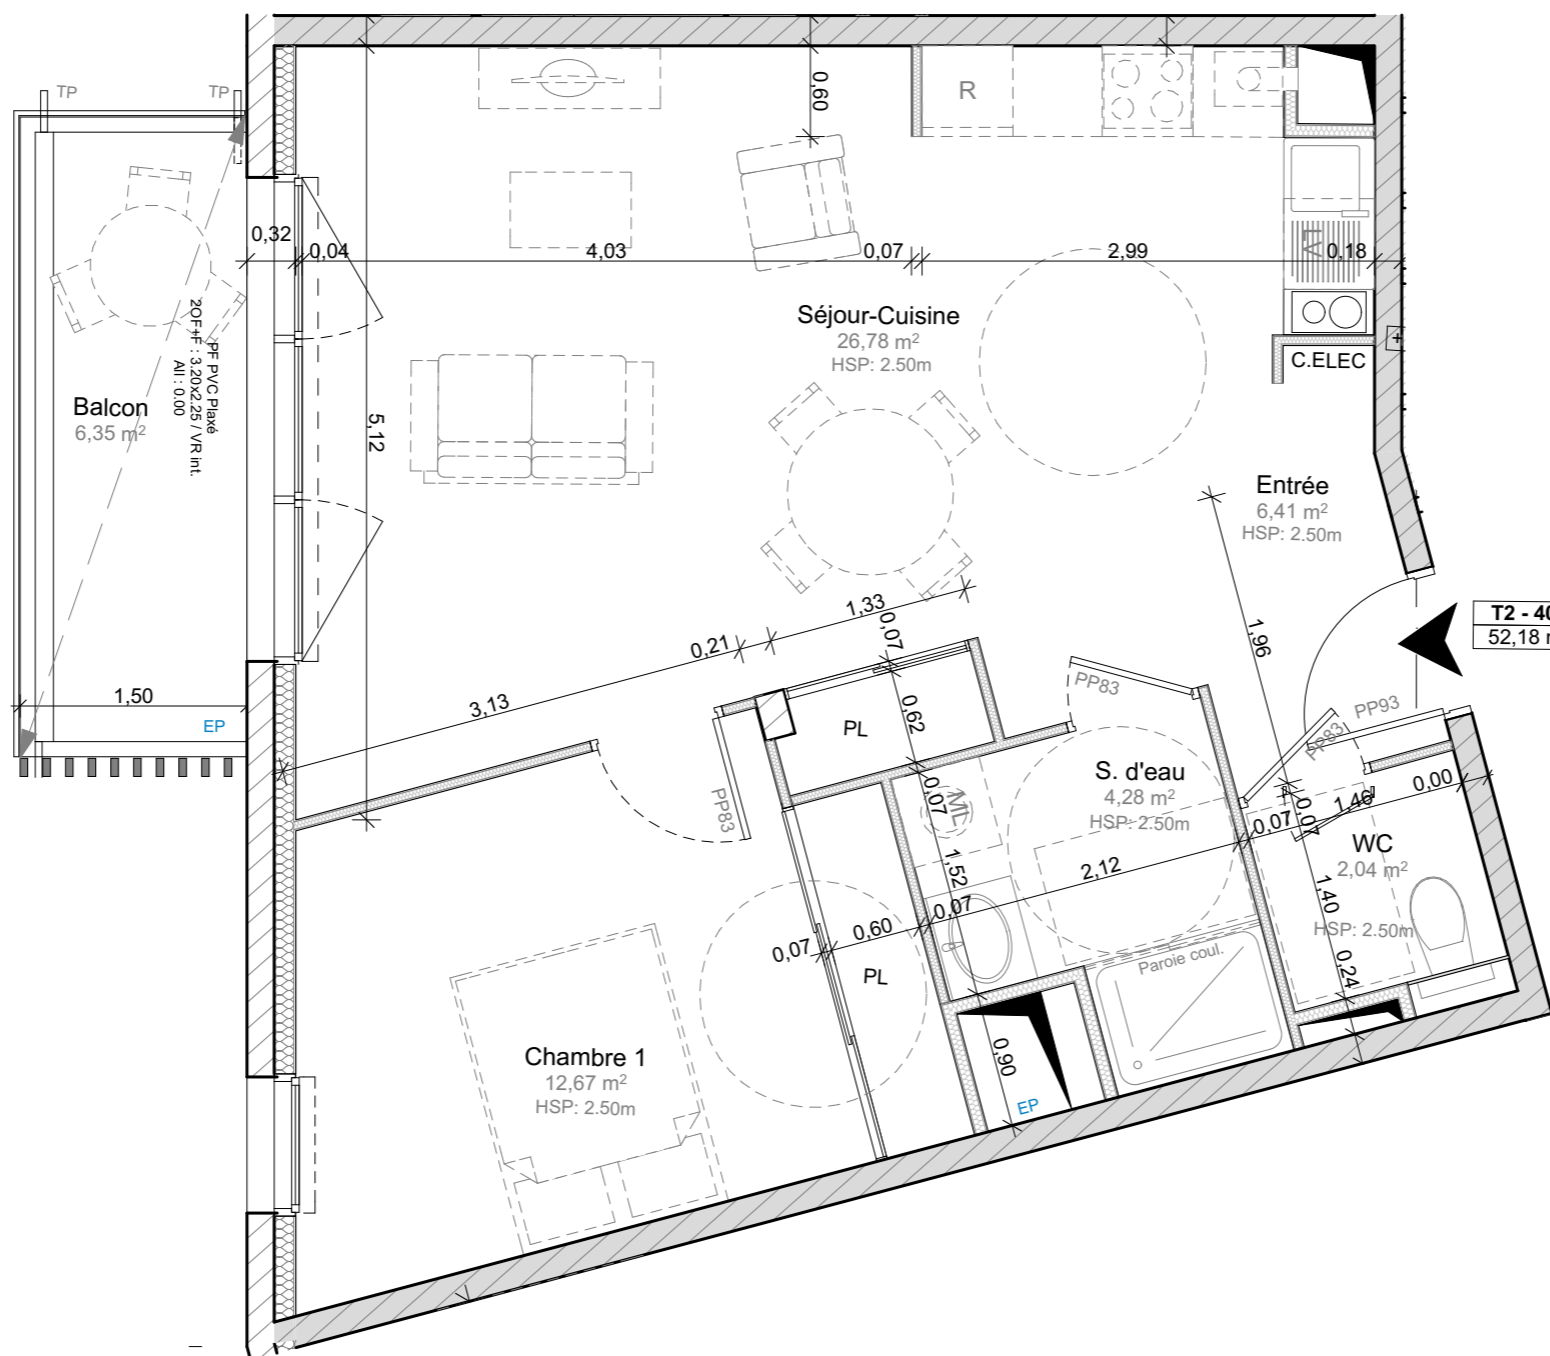 TP
TP
0,60
R
0,32
0,04
4,03
0,07
2,99
0,18
LV
Séjour-Cuisine
26,78 m²
HSP: 2.50m
C.ELEC
PF PVC Plaxé
2OF+F : 3.20x2.25 / VR int.
All : 0.00
Balcon
6,35 m²
5,12
Entrée
6,41 m²
HSP: 2.50m
1,96
T2 - 40
52,18 m
1,33
0,07
0,21
3,13
1,50
EP
PL
0,62
PP83
PP93
PP83
PP83
S. d'eau
4,28 m²
HSP: 2.50m
ML
0,07
0,07
0,07
1,46
0,00
WC
2,04 m²
HSP: 2.50m
1,52
2,12
0,07
0,60
0,07
PL
1,40
0,24
Paroie coul.
0,90
EP
Chambre 1
12,67 m²
HSP: 2.50m